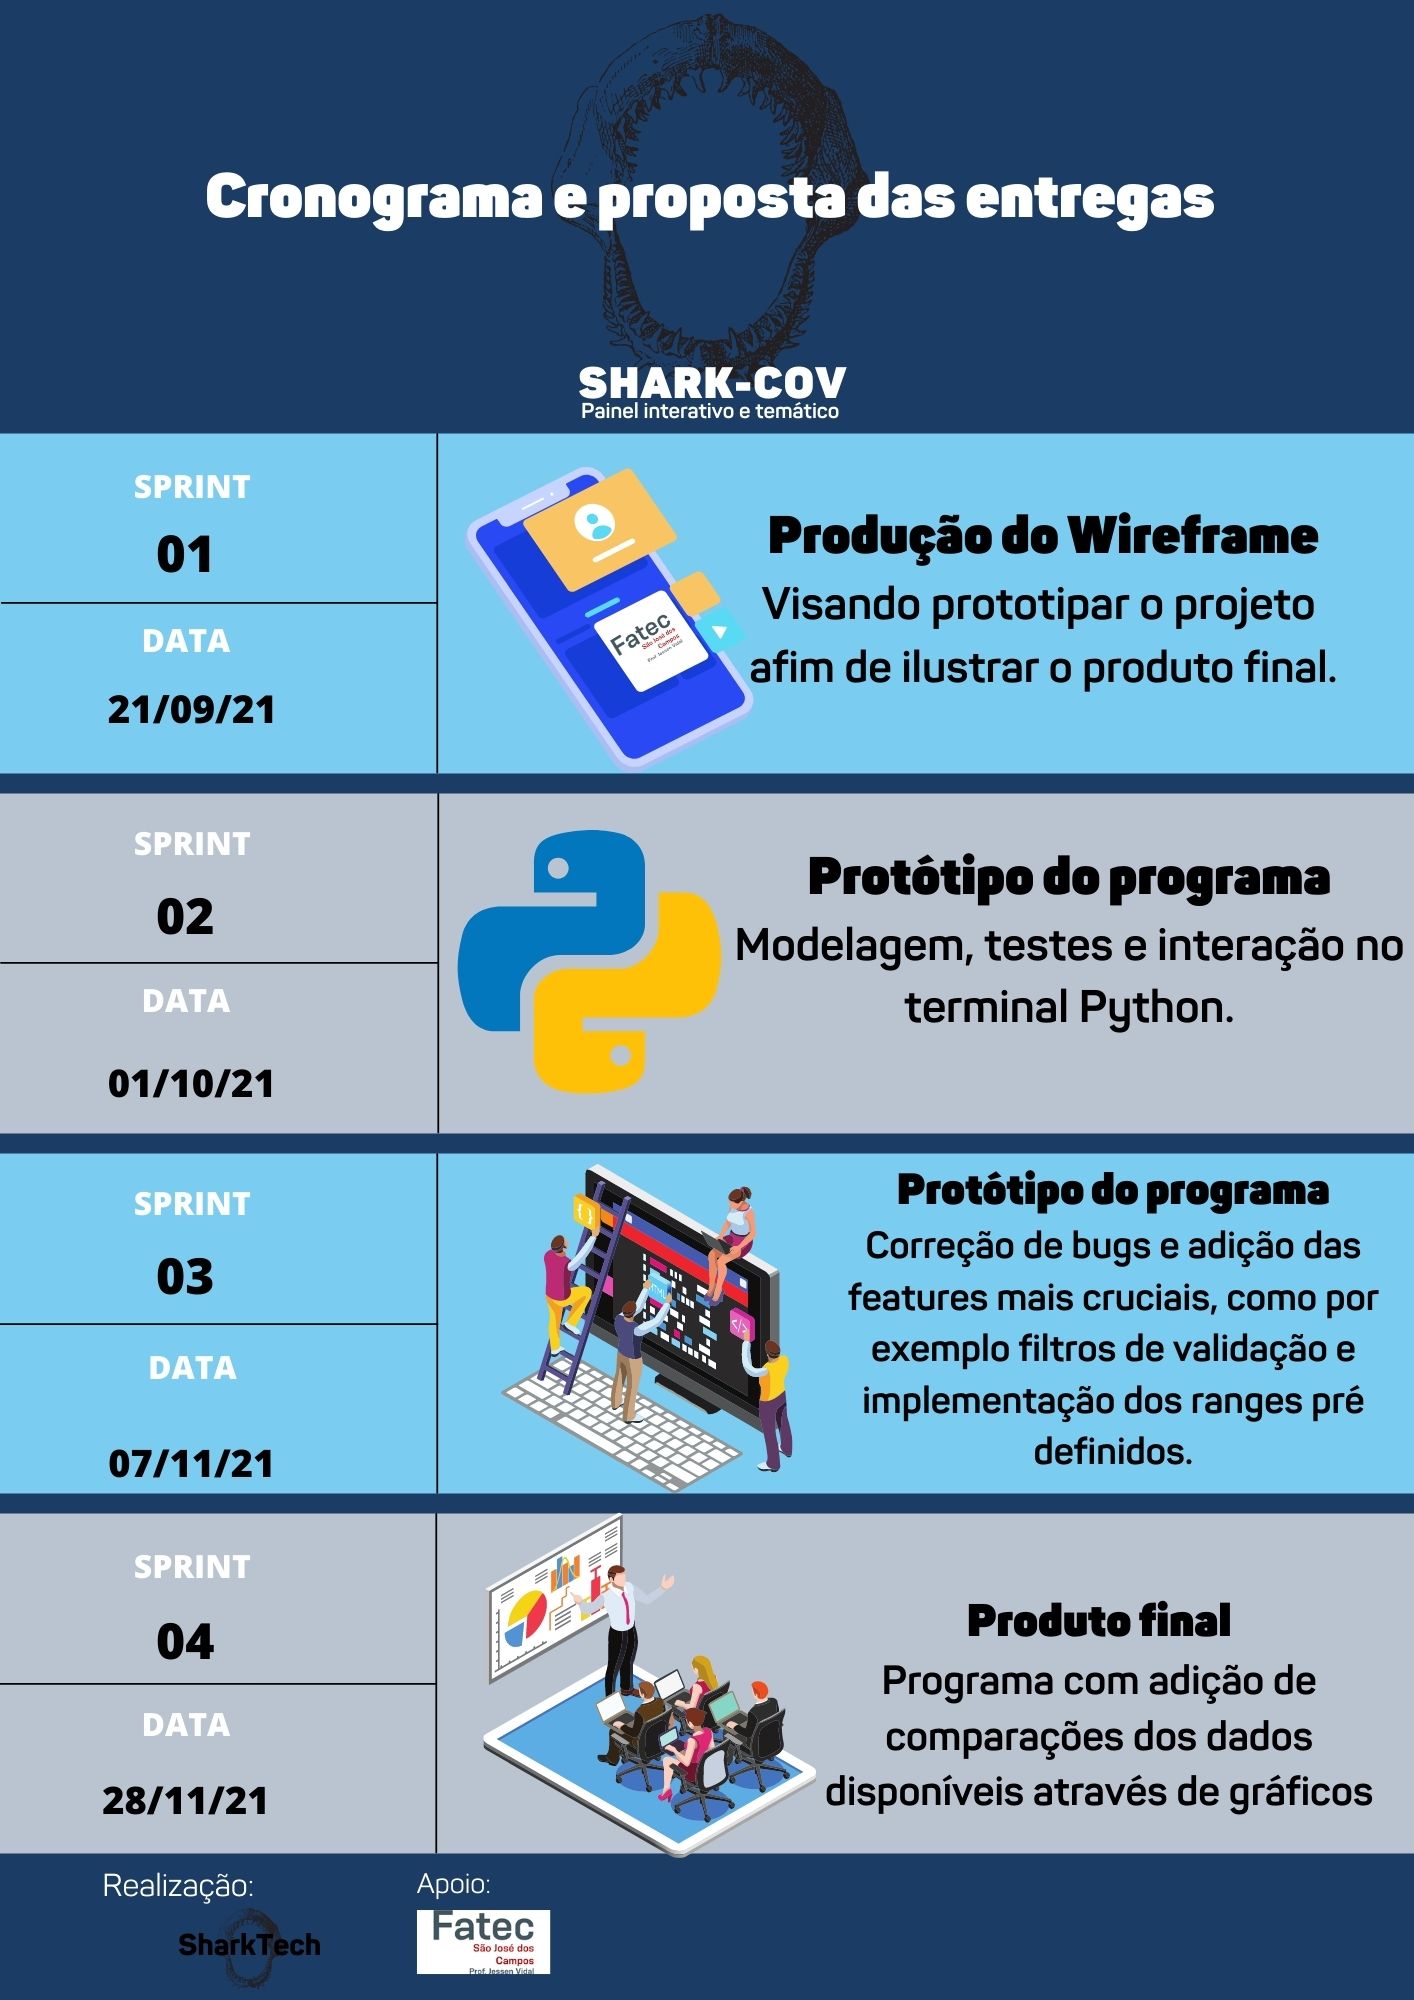 Cronograma e proposta das entregas
SHARK-COV
Painel interativo e temático
SPRINT
01
DATA
21/09/21
Fatec
São José dos
Campos
Prof. Jessen Vidal
Produção do Wireframe
Visando prototipar o projeto
afim de ilustrar o produto final.
SPRINT
02
DATA
01/10/21
Protótipo do programa
Modelagem, testes e interação no
terminal Python.
SPRINT
03
DATA
07/11/21
{ }
HTML
</>
Protótipo do programa
Correção de bugs e adição das
features mais cruciais, como por
exemplo filtros de validação e
implementação dos ranges pré
definidos.
SPRINT
04
DATA
28/11/21
Produto final
Programa com adição de
comparações dos dados
disponíveis através de gráficos
Realização:
SharkTech
Apoio:
Fatec
São José dos
Campos
Prof. Jessen Vidal